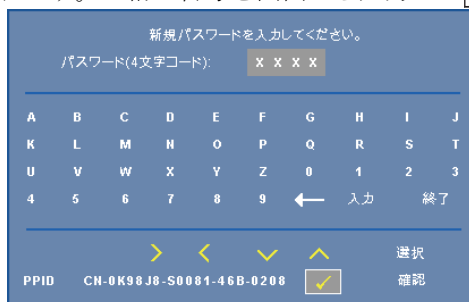 新規パスワードを入力してください。
パスワード(4文字コード): X X X X
A B C D E F G H I J
K L M N O P Q R S T
U V W X Y Z 0 1 2 3
4 5 6 7 8 9 ← 入力 終了
> < ∨ ∧ 選択
PPID CN-0K98J8-S0081-46B-0208 ✓ 確認